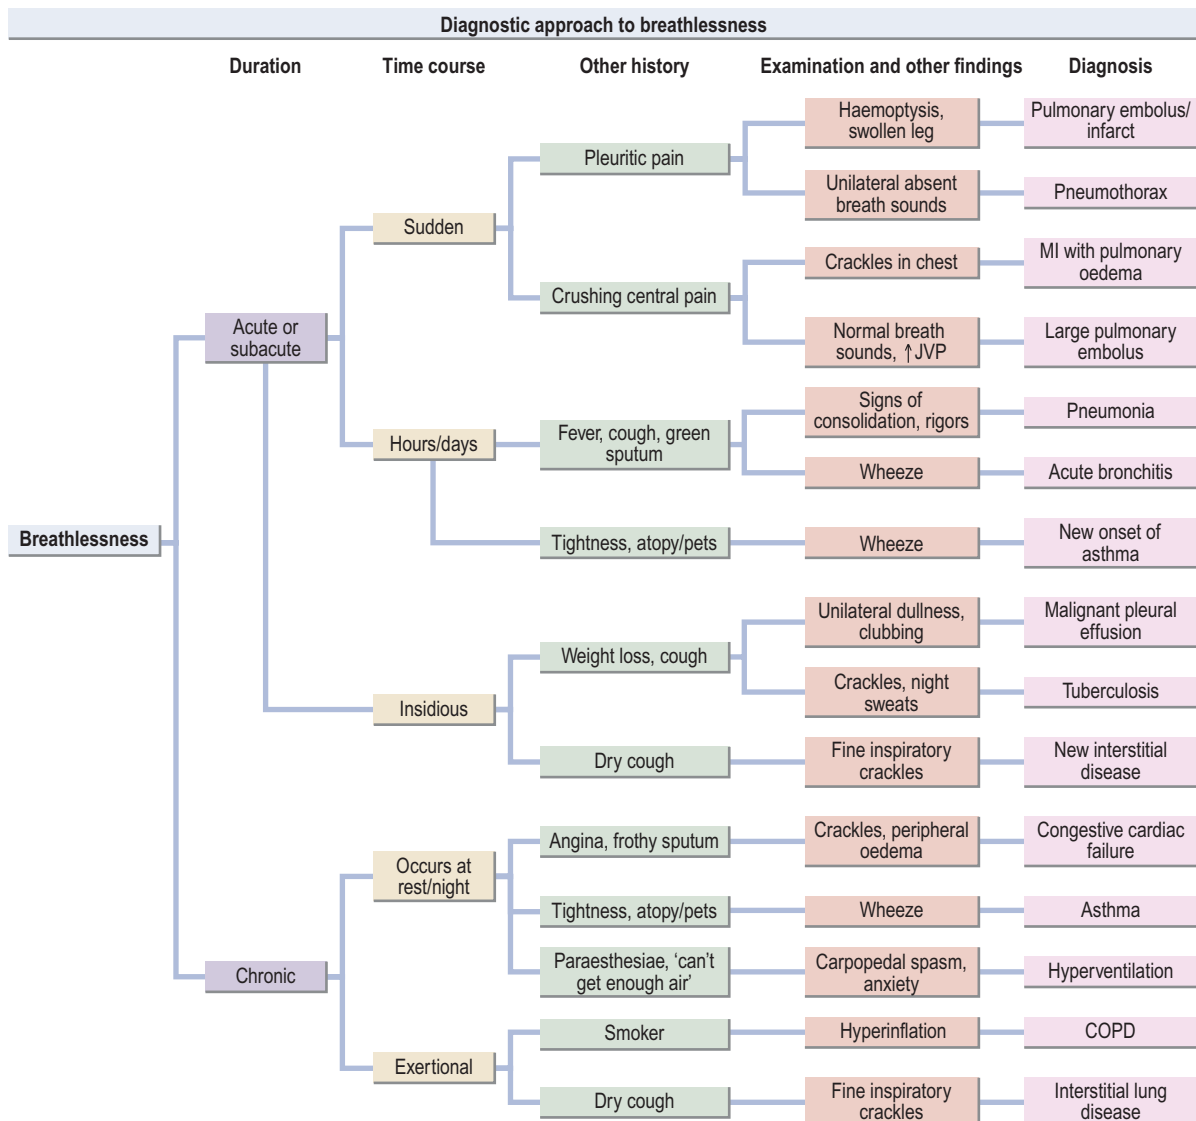 Diagnostic approach to breathlessness
Duration
Time course
Other history
Examination and other findings
Diagnosis
Breathlessness
Acute or
subacute
Sudden
Pleuritic pain
Haemoptysis,
swollen leg
Pulmonary embolus/
infarct
Unilateral absent
breath sounds
Pneumothorax
Crushing central pain
Crackles in chest
MI with pulmonary
oedema
Normal breath
sounds, ↑JVP
Large pulmonary
embolus
Hours/days
Fever, cough, green
sputum
Signs of
consolidation, rigors
Pneumonia
Wheeze
Acute bronchitis
Tightness, atopy/pets
Wheeze
New onset of
asthma
Insidious
Weight loss, cough
Unilateral dullness,
clubbing
Malignant pleural
effusion
Crackles, night
sweats
Tuberculosis
Dry cough
Fine inspiratory
crackles
New interstitial
disease
Chronic
Occurs at
rest/night
Angina, frothy sputum
Crackles, peripheral
oedema
Congestive cardiac
failure
Tightness, atopy/pets
Wheeze
Asthma
Paraesthesiae, ‘can’t
get enough air’
Carpopedal spasm,
anxiety
Hyperventilation
Exertional
Smoker
Hyperinflation
COPD
Dry cough
Fine inspiratory
crackles
Interstitial lung
disease